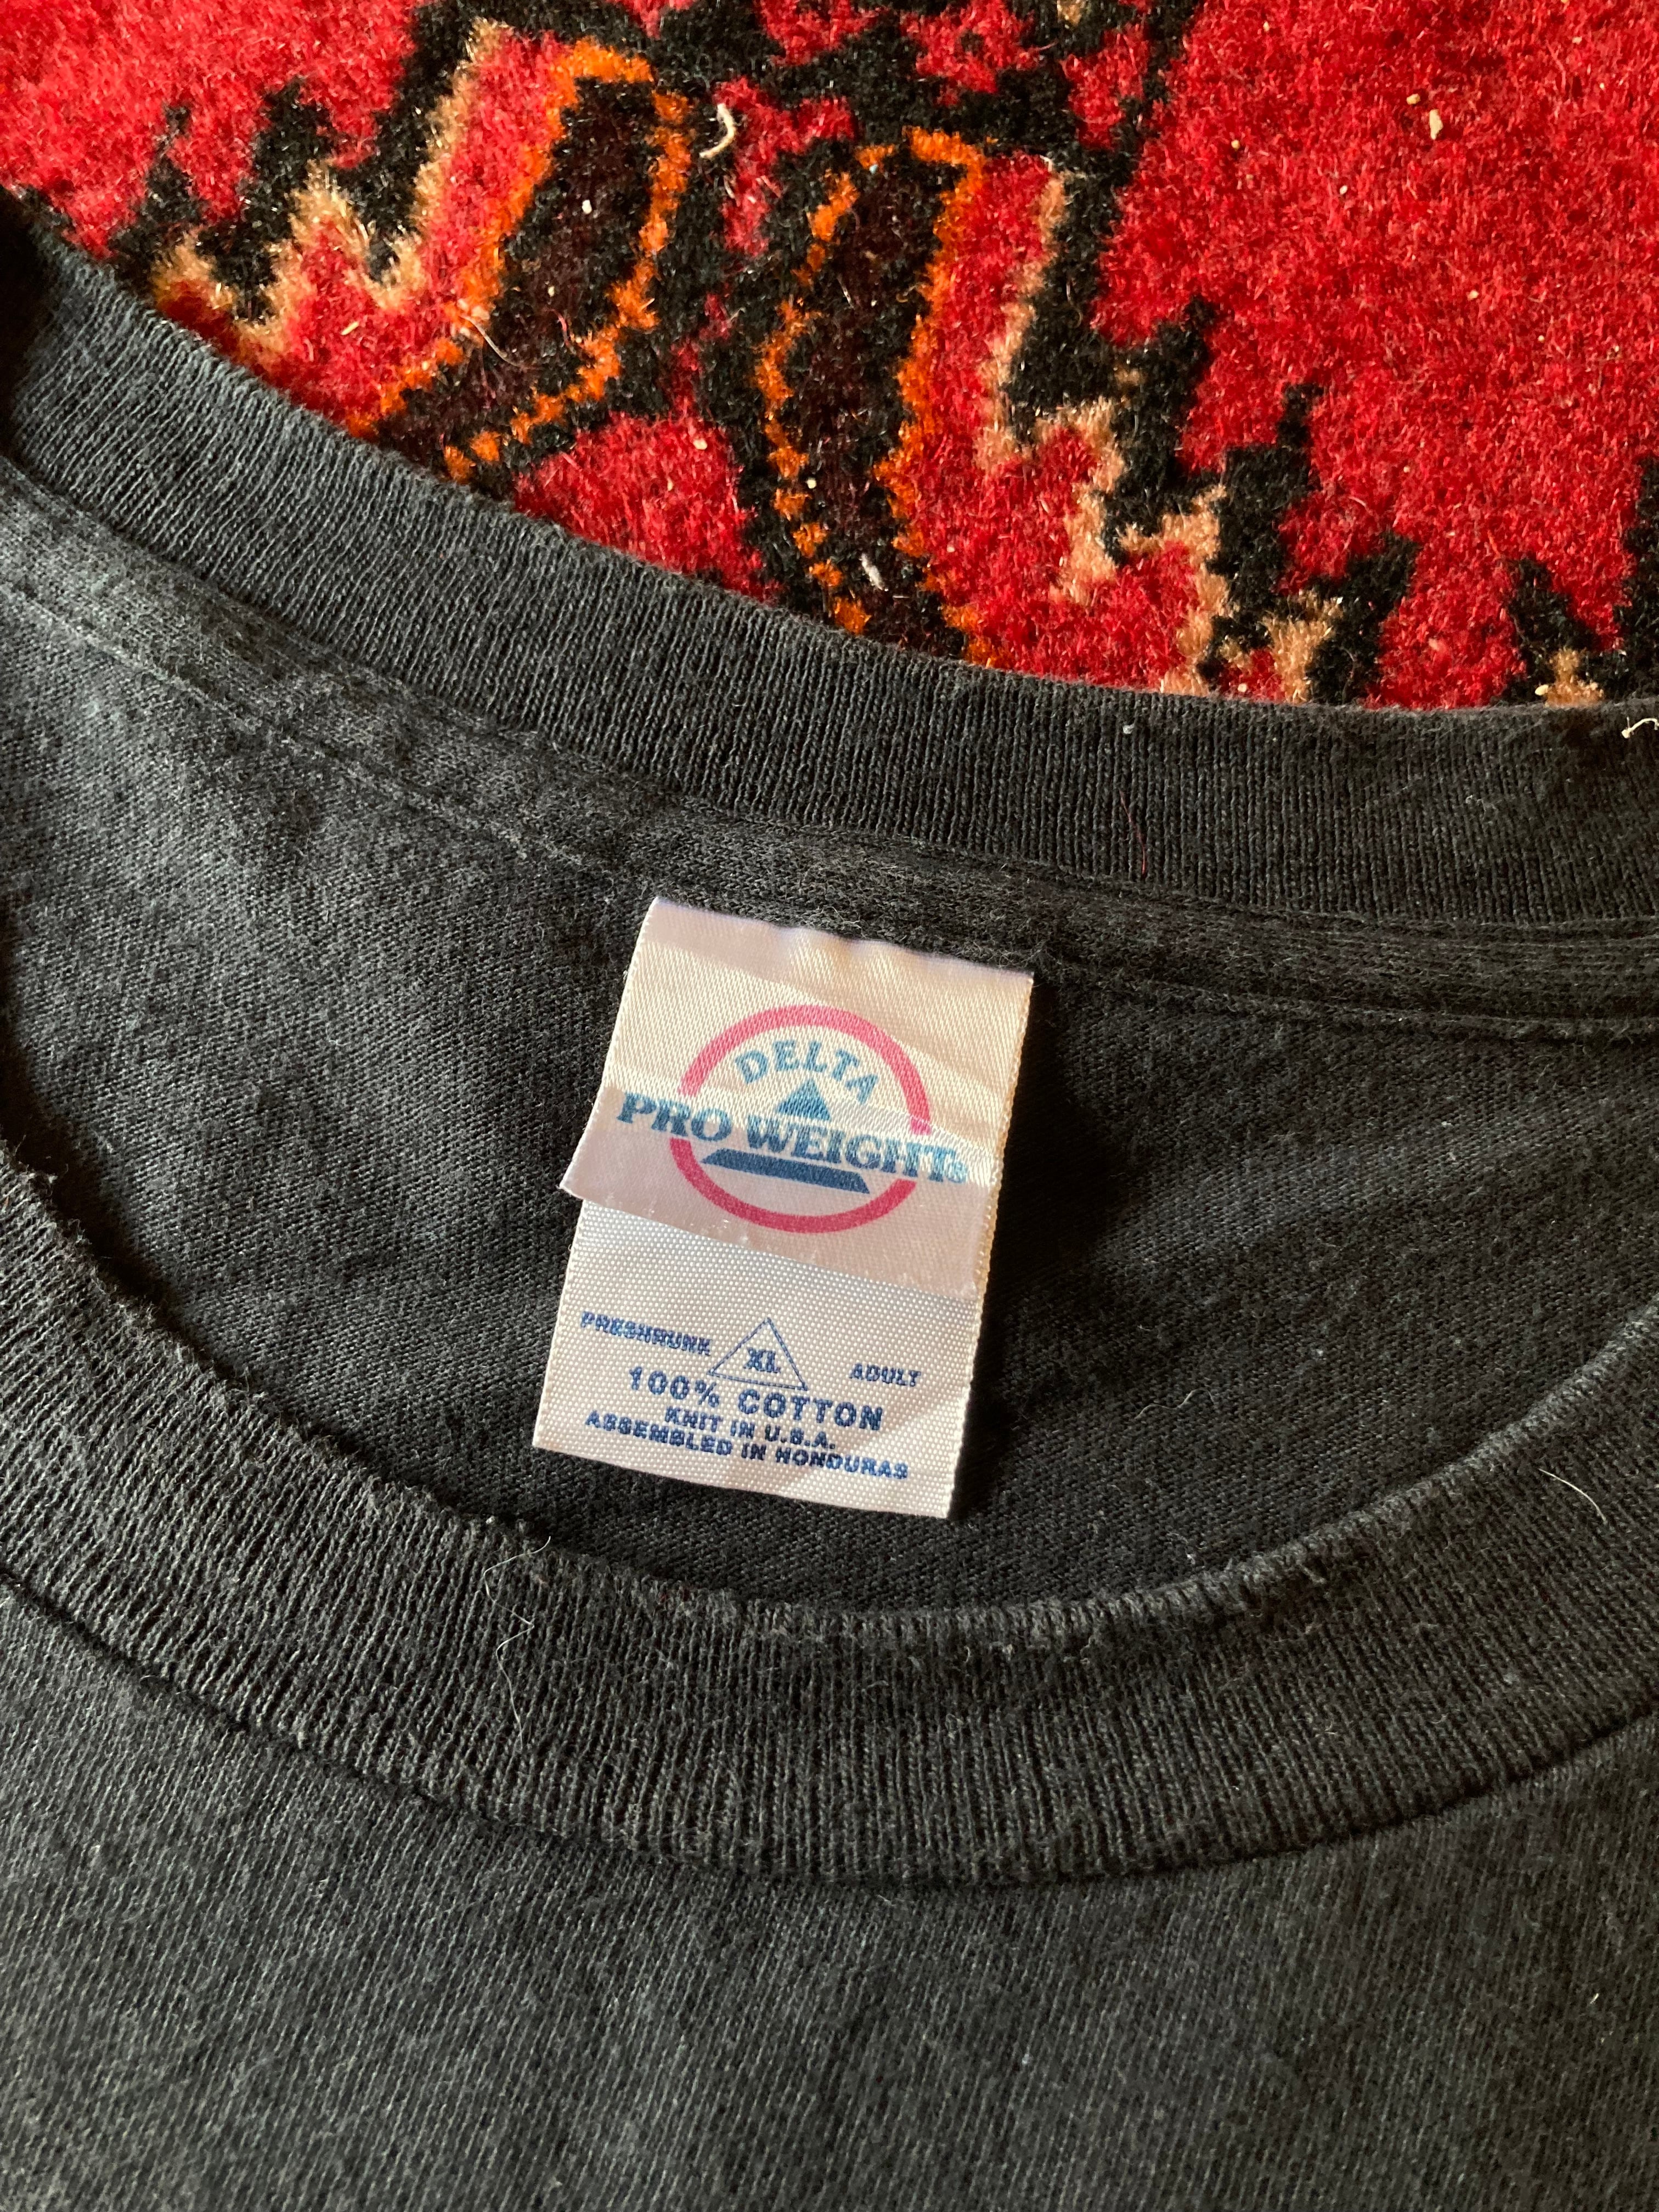 DELTA
PRO WEIGHT®
PRESHRUNK XL ADULT
100% COTTON
KNIT IN U.S.A.
ASSEMBLED IN HONDURAS